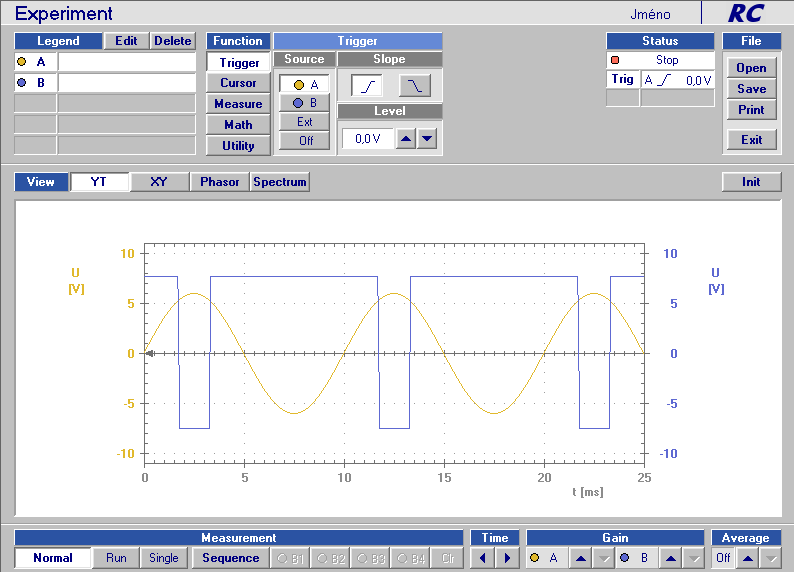 Experiment Jméno RC
Legend Edit Delete Function Trigger Status File
A Trigger Source Slope Stop Open
B Cursor A Trig A 0,0 V Save
Measure B Level Print
Math Ext
Utility Off 0,0 V Exit
View YT XY Phasor Spectrum Init
10 10
U U
[V] [V]
5 5
0 0
-5 -5
-10 -10
0 5 10 15 20 25
t [ms]
Measurement Time Gain Average
Normal Run Single Sequence B1 B2 B3 B4 Clr A B Off